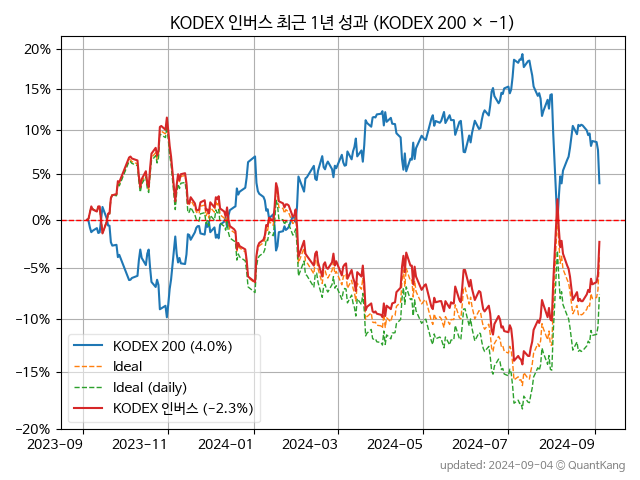 KODEX 인버스 최근 1년 성과 (KODEX 200 × -1)
20%
15%
10%
5%
0%
-5%
-10%
-15%
-20%
KODEX 200 (4.0%)
Ideal
Ideal (daily)
KODEX 인버스 (-2.3%)
2023-09 2023-11 2024-01 2024-03 2024-05 2024-07 2024-09
updated: 2024-09-04 © QuantKang